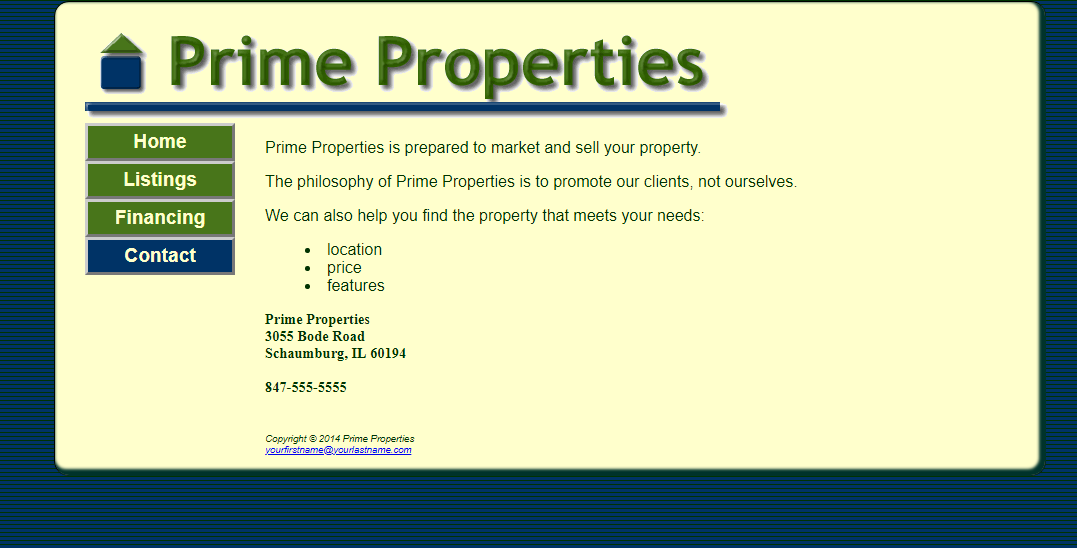 Prime Properties
Home
Listings
Financing
Contact
Prime Properties is prepared to market and sell your property.
The philosophy of Prime Properties is to promote our clients, not ourselves.
We can also help you find the property that meets your needs:
• location
• price
• features
Prime Properties
3055 Bode Road
Schaumburg, IL 60194
847-555-5555
Copyright © 2014 Prime Properties
yourfirstname@yourlastname.com